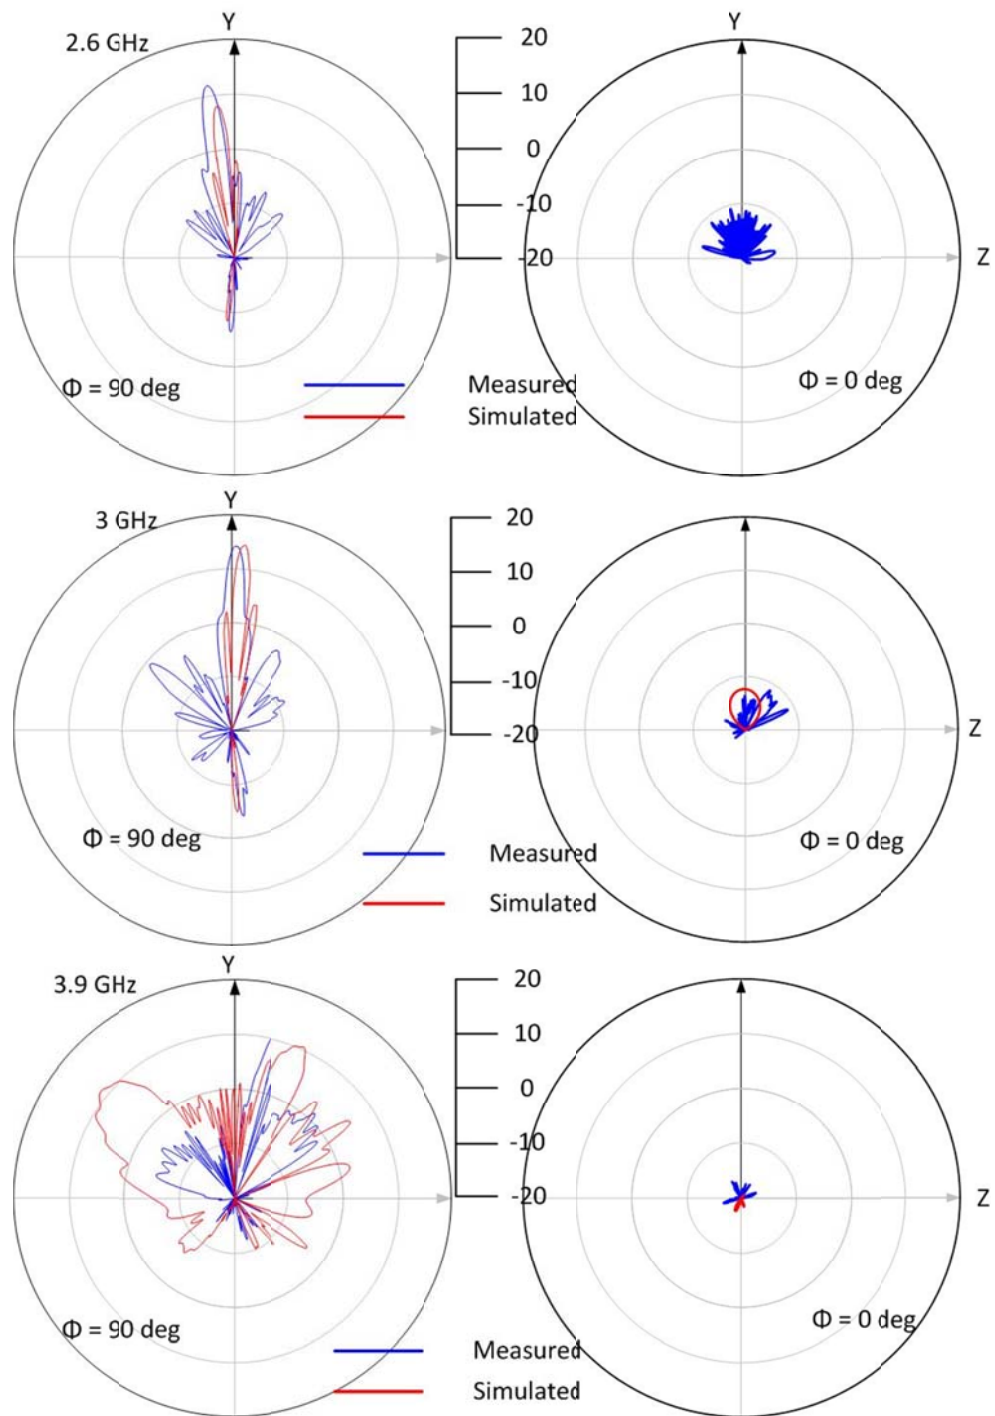 Y Y
2.6 GHz 20
10
0
-10
-20 Z
Φ = 90 deg Measured Φ = 0 deg
Simulated
Y
3 GHz 20
10
0
-10
-20 Z
Φ = 90 deg Φ = 0 deg
Measured
Simulated
Y
3.9 GHz 20
10
0
-10
-20 Z
Φ = 90 deg Φ = 0 deg
Measured
Simulated